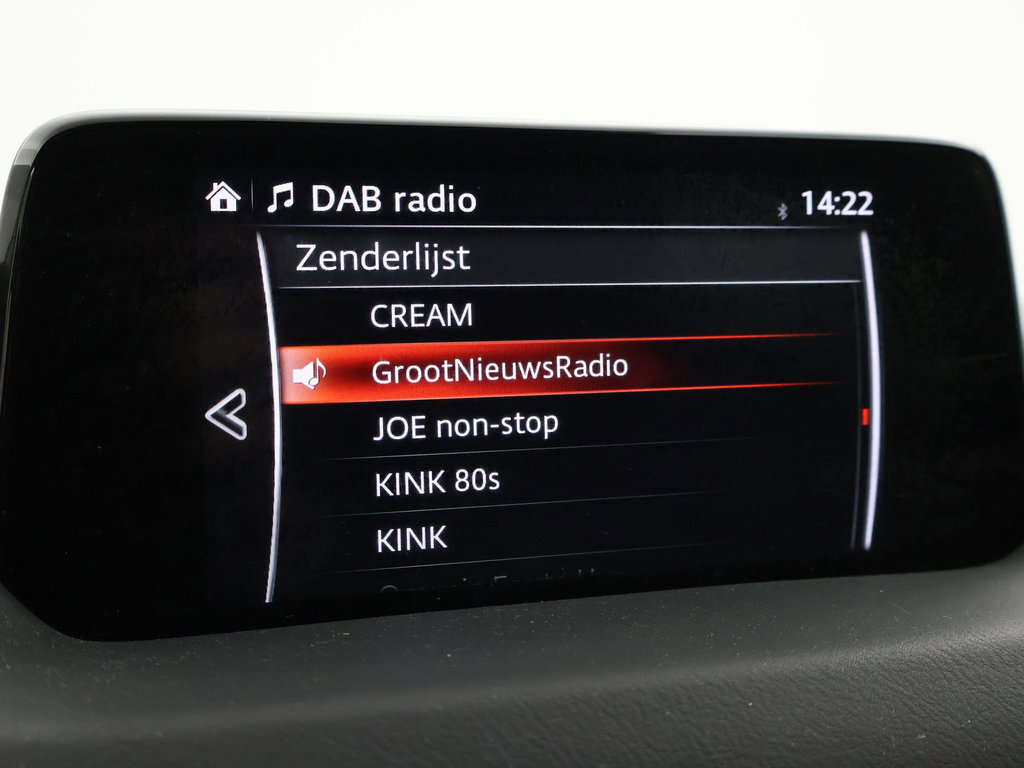 DAB radio
14:22
Zenderlijst
CREAM
GrootNieuwsRadio
JOE non-stop
KINK 80s
KINK